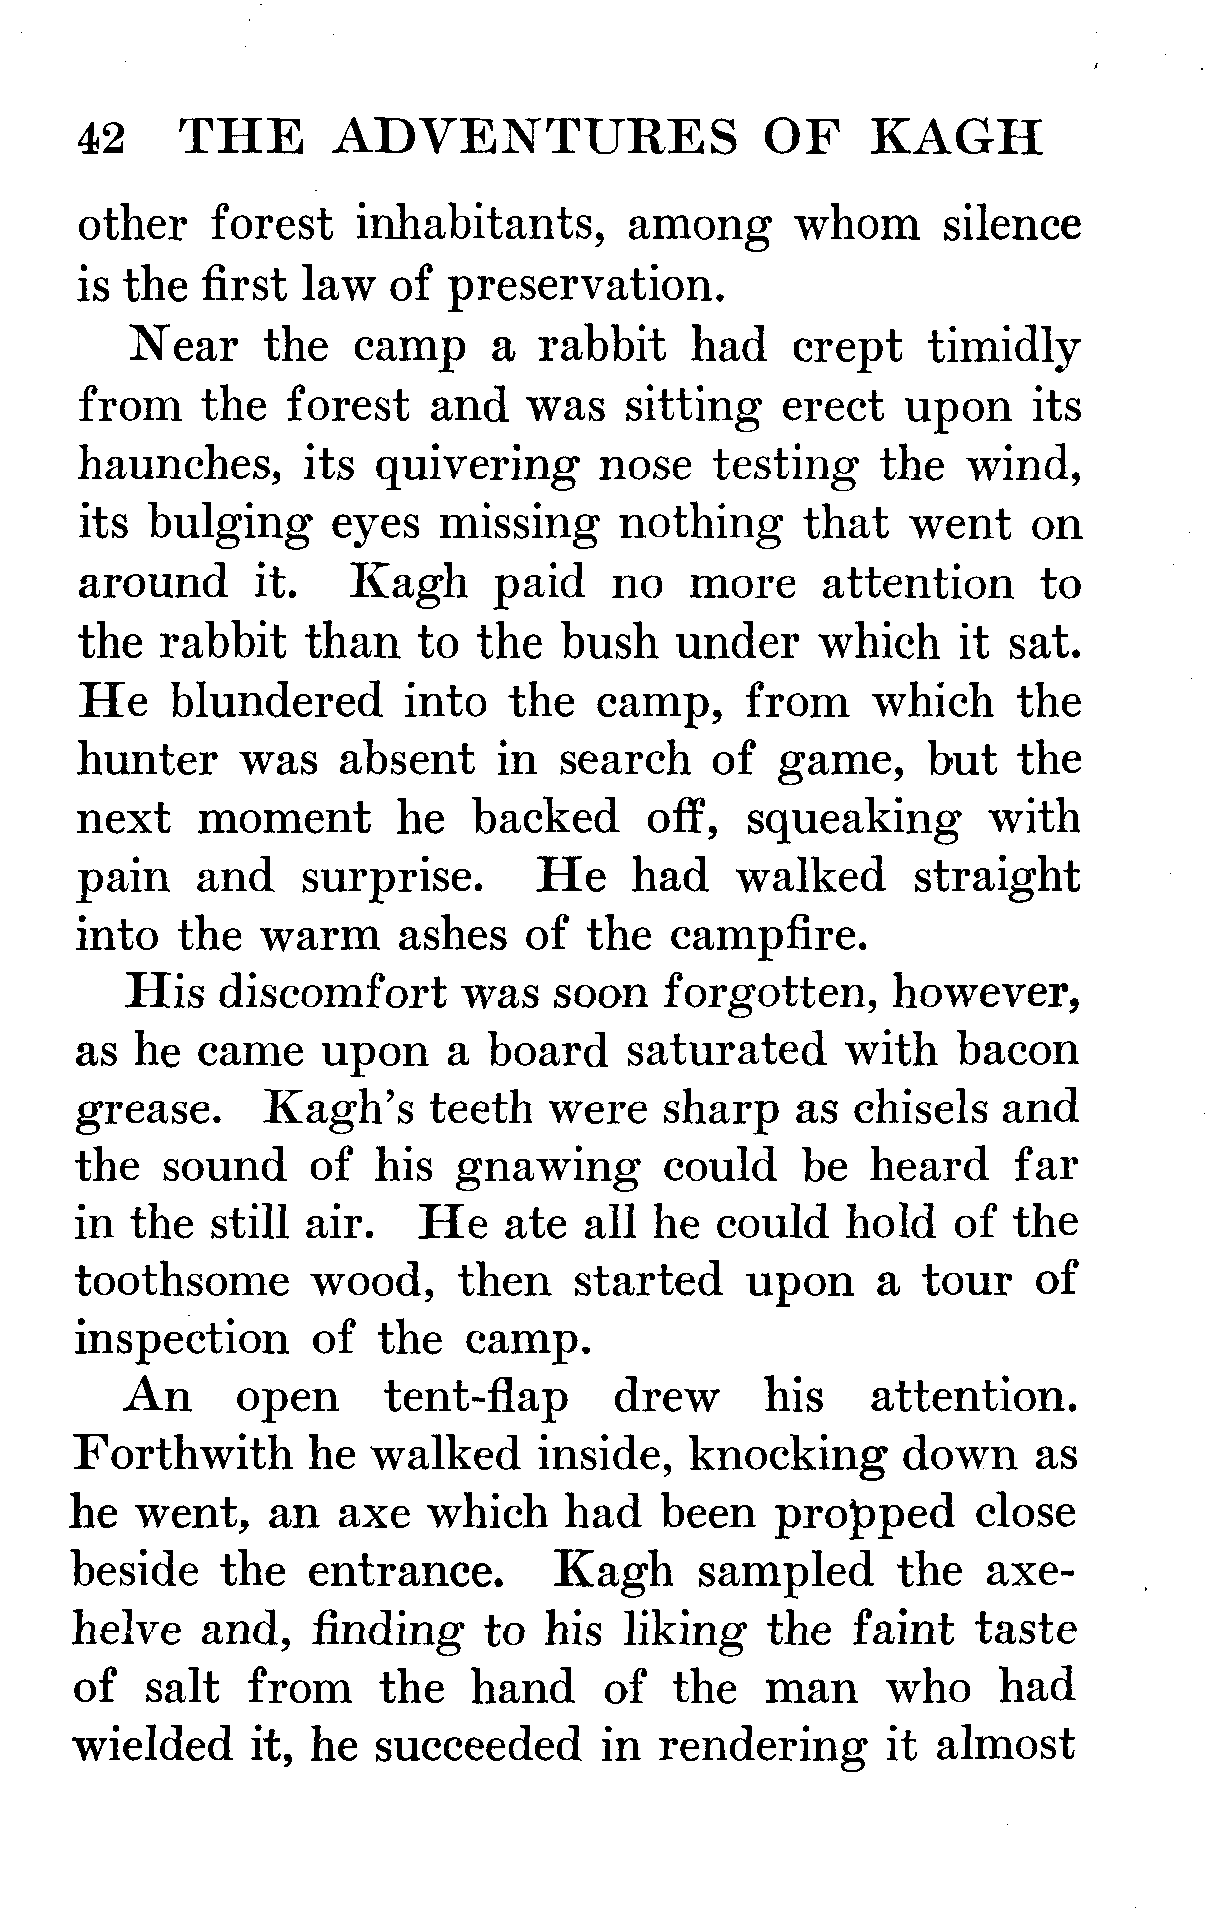 42 THE ADVENTURES OF KAGH
other forest inhabitants, among whom silence
is the first law of preservation.
Near the camp a rabbit had crept timidly
from the forest and was sitting erect upon its
haunches, its quivering nose testing the wind,
its bulging eyes missing nothing that went on
around it. Kagh paid no more attention to
the rabbit than to the bush under which it sat.
He blundered into the camp, from which the
hunter was absent in search of game, but the
next moment he backed off, squeaking with
pain and surprise. He had walked straight
into the warm ashes of the campfire.
His discomfort was soon forgotten, however,
as he came upon a board saturated with bacon
grease. Kagh's teeth were sharp as chisels and
the sound of his gnawing could be heard far
in the still air. He ate all he could hold of the
toothsome wood, then started upon a tour of
inspection of the camp.
An open tent-flap drew his attention.
Forthwith he walked inside, knocking down as
he went, an axe which had been propped close
beside the entrance. Kagh sampled the axe-
helve and, finding to his liking the faint taste
of salt from the hand of the man who had
wielded it, he succeeded in rendering it almost